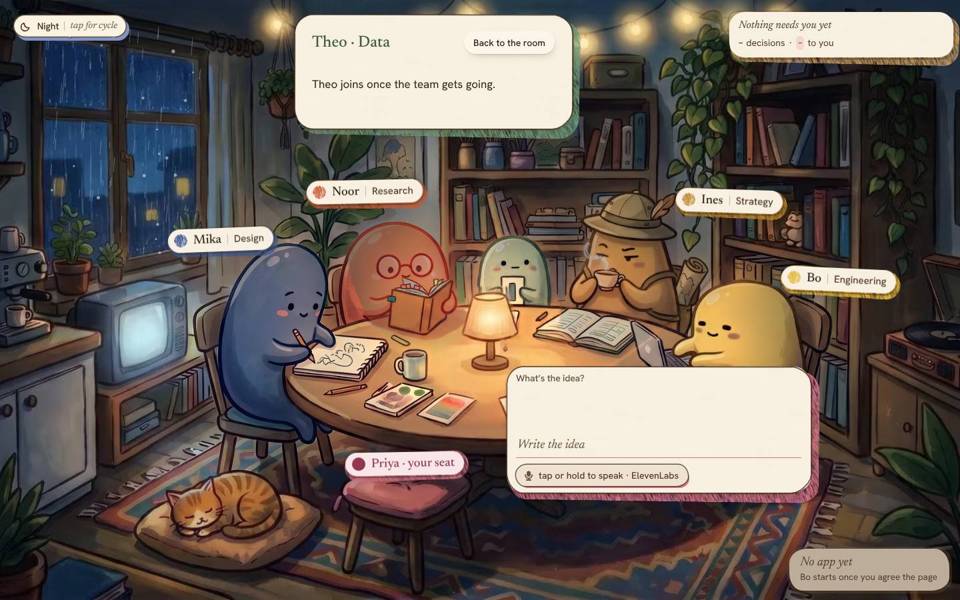 Night | tap for cycle
Theo · Data
Back to the room
Theo joins once the team gets going.
Nothing needs you yet
– decisions · – to you
Noor | Research
Ines | Strategy
Mika | Design
Bo | Engineering
What's the idea?
Write the idea
tap or hold to speak · ElevenLabs
Priya · your seat
No app yet
Bo starts once you agree the page